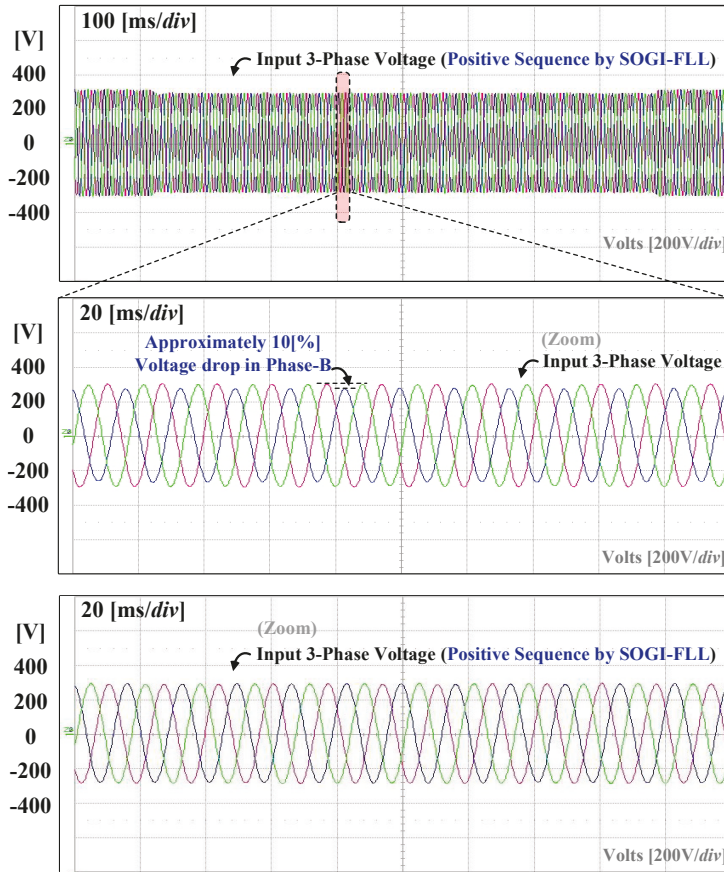 100 [ms/div]
[V]
Input 3-Phase Voltage (Positive Sequence by SOGI-FLL)
400
200
0
-200
-400
Volts [200V/div]
20 [ms/div]
[V]
Approximately 10[%]
Voltage drop in Phase-B
(Zoom)
Input 3-Phase Voltage
400
200
0
-200
-400
Volts [200V/div]
20 [ms/div]
[V]
(Zoom)
Input 3-Phase Voltage (Positive Sequence by SOGI-FLL)
400
200
0
-200
-400
Volts [200V/div]